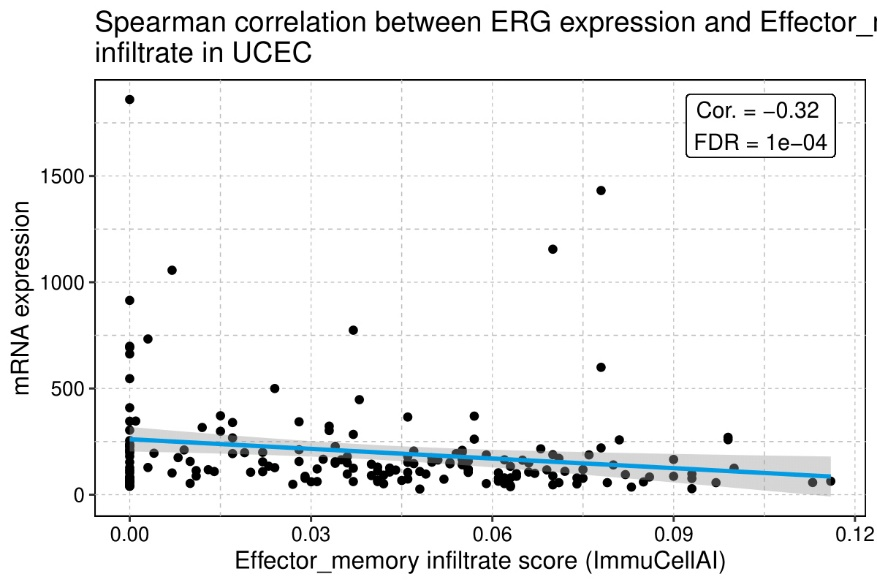 Spearman correlation between ERG expression and Effector_
infiltrate in UCEC
Cor. = −0.32
FDR = 1e−04
1500
1000
500
0
mRNA expression
0.00 0.03 0.06 0.09 0.12
Effector_memory infiltrate score (ImmuCellAI)